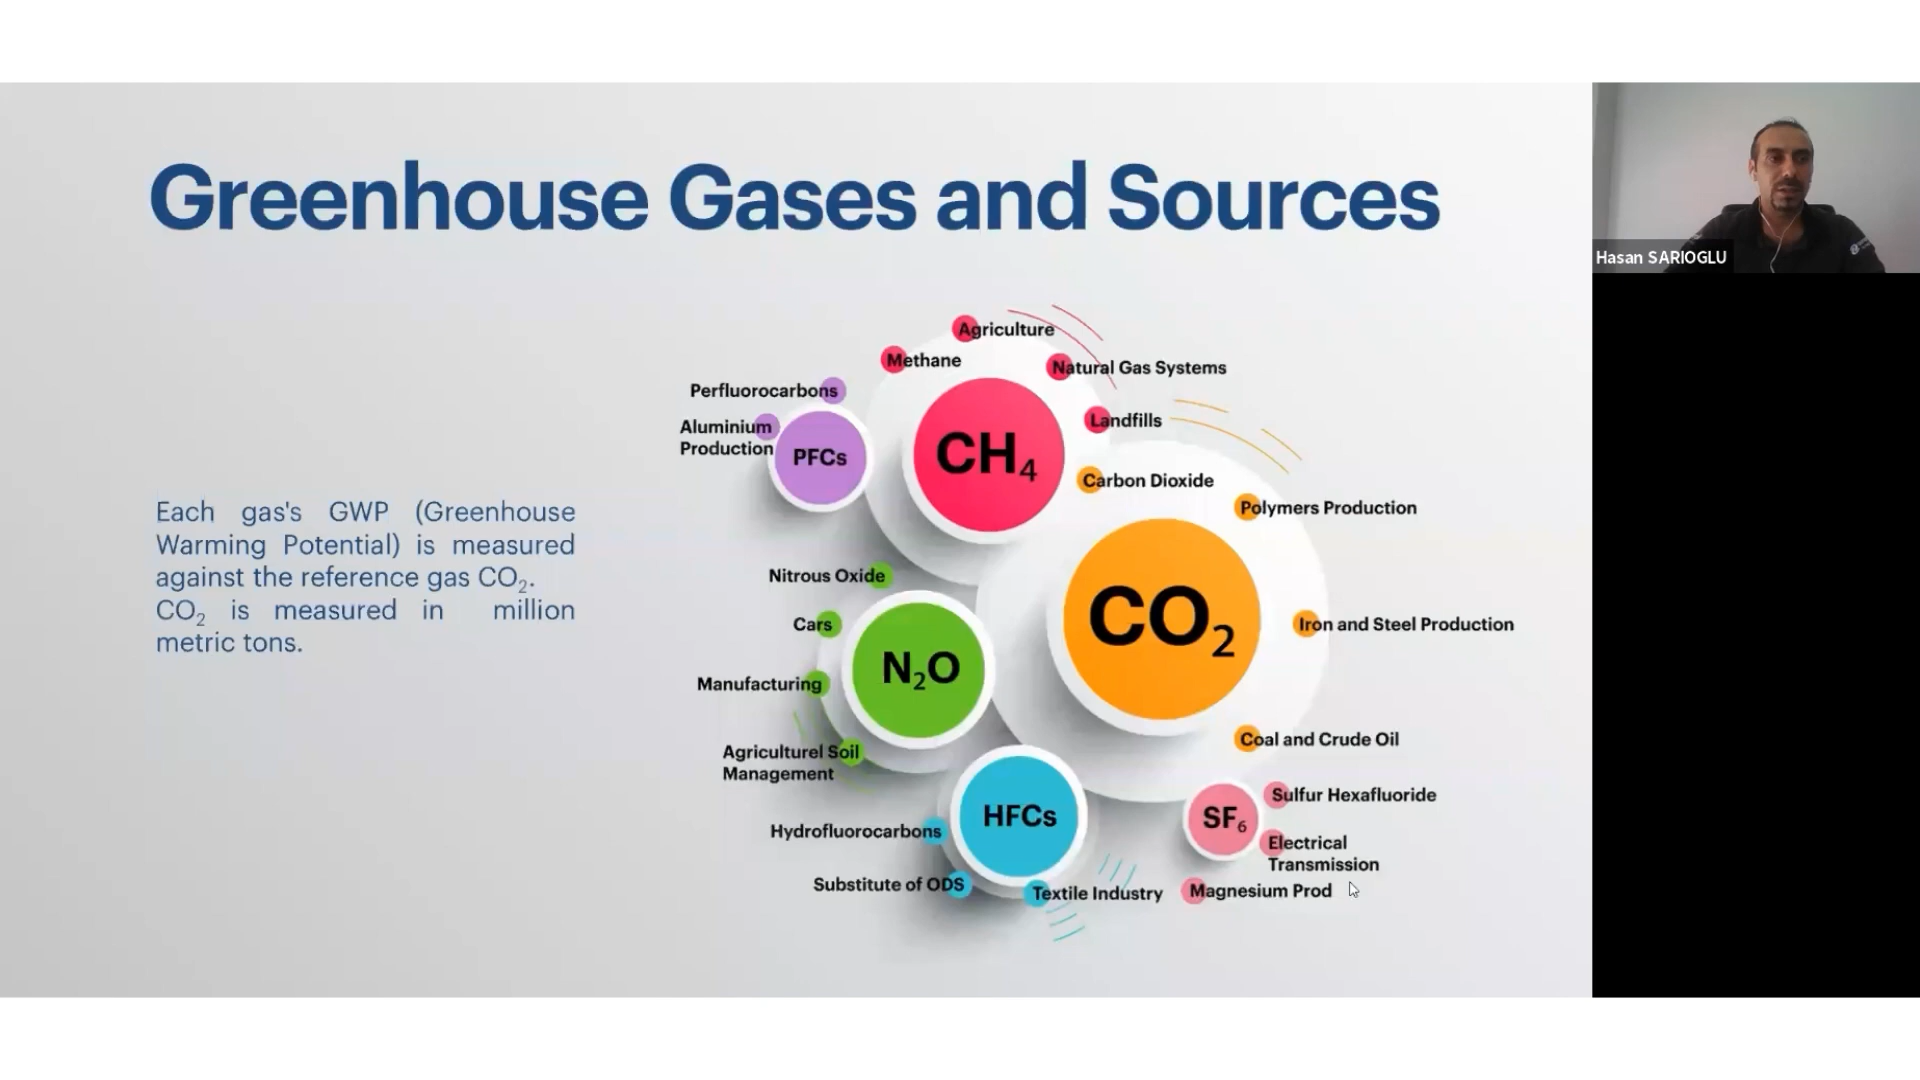 Greenhouse Gases and Sources
Hasan SARIOGLU
Each gas's GWP (Greenhouse
Warming Potential) is measured
against the reference gas CO₂.
CO₂ is measured in million
metric tons.
Perfluorocarbons
Aluminium
Production
PFCs
Methane
Agriculture
Natural Gas Systems
Landfills
CH₄
Carbon Dioxide
Polymers Production
Iron and Steel Production
Coal and Crude Oil
CO₂
Nitrous Oxide
Cars
Manufacturing
Agriculturel Soil
Management
N₂O
Hydrofluorocarbons
Substitute of ODS
Textile Industry
HFCs
SF₆
Sulfur Hexafluoride
Electrical
Transmission
Magnesium Prod